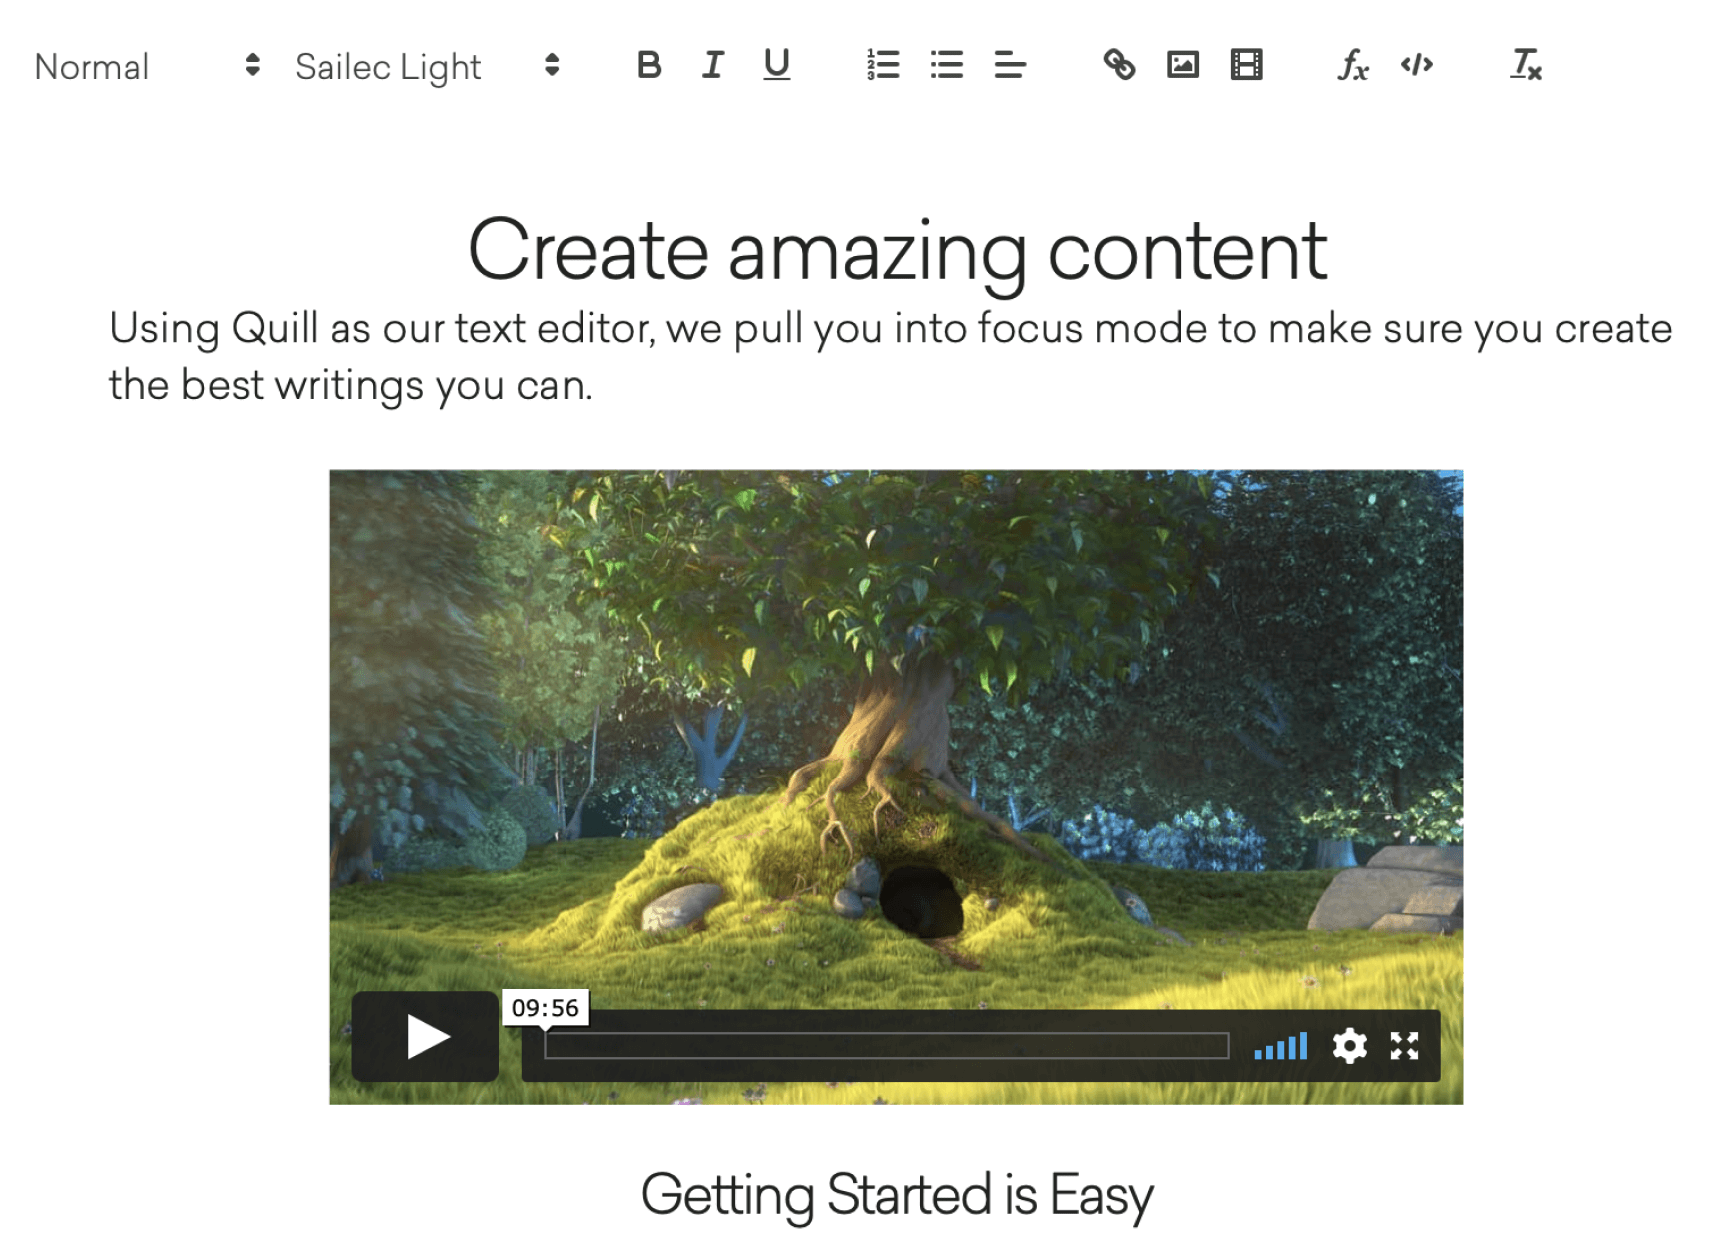 Normal
Sailec Light
Create amazing content
Using Quill as our text editor, we pull you into focus mode to make sure you create
the best writings you can.
09:56
Getting Started is Easy